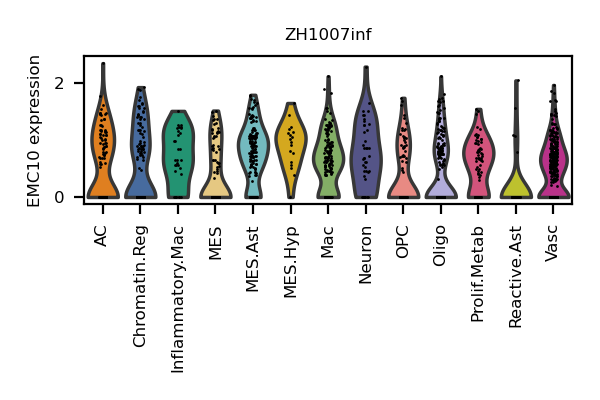 ZH1007inf
EMC10 expression
2
0
AC
Chromatin.Reg
Inflammatory.Mac
MES
MES.Ast
MES.Hyp
Mac
Neuron
OPC
Oligo
Prolif.Metab
Reactive.Ast
Vasc